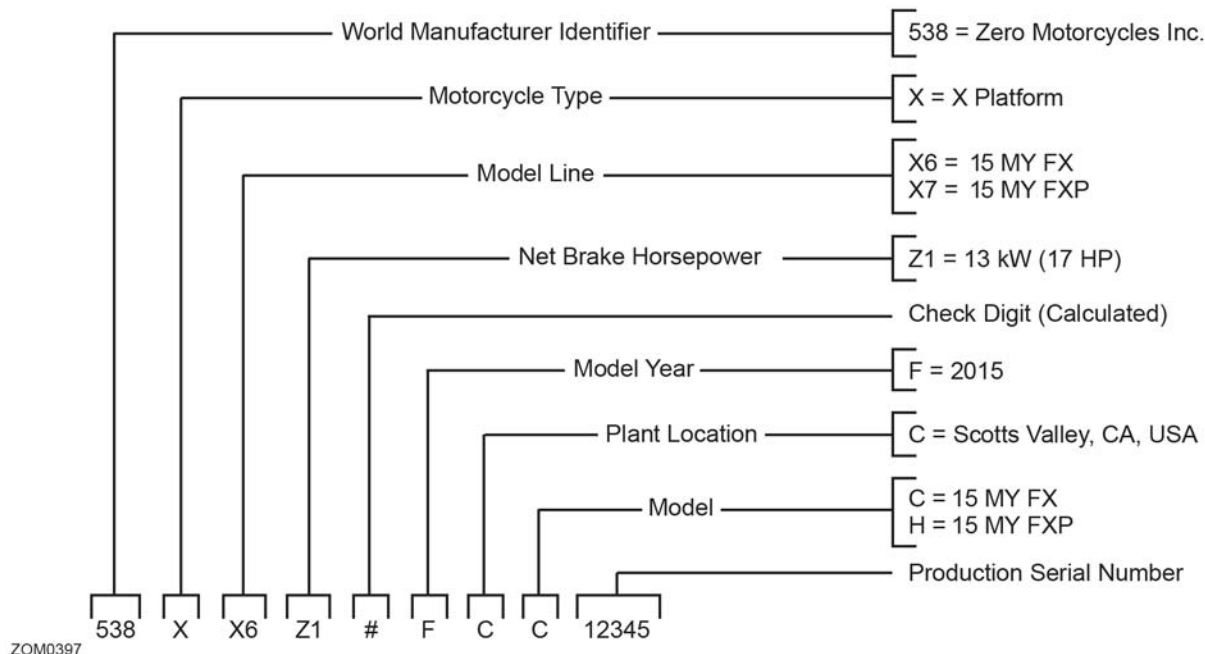 World Manufacturer Identifier
538 = Zero Motorcycles Inc.
Motorcycle Type
X = X Platform
Model Line
X6 = 15 MY FX
X7 = 15 MY FXP
Net Brake Horsepower
Z1 = 13 kW (17 HP)
Check Digit (Calculated)
Model Year
F = 2015
Plant Location
C = Scotts Valley, CA, USA
Model
C = 15 MY FX
H = 15 MY FXP
Production Serial Number
538 X X6 Z1 # F C C 12345
ZOM0397